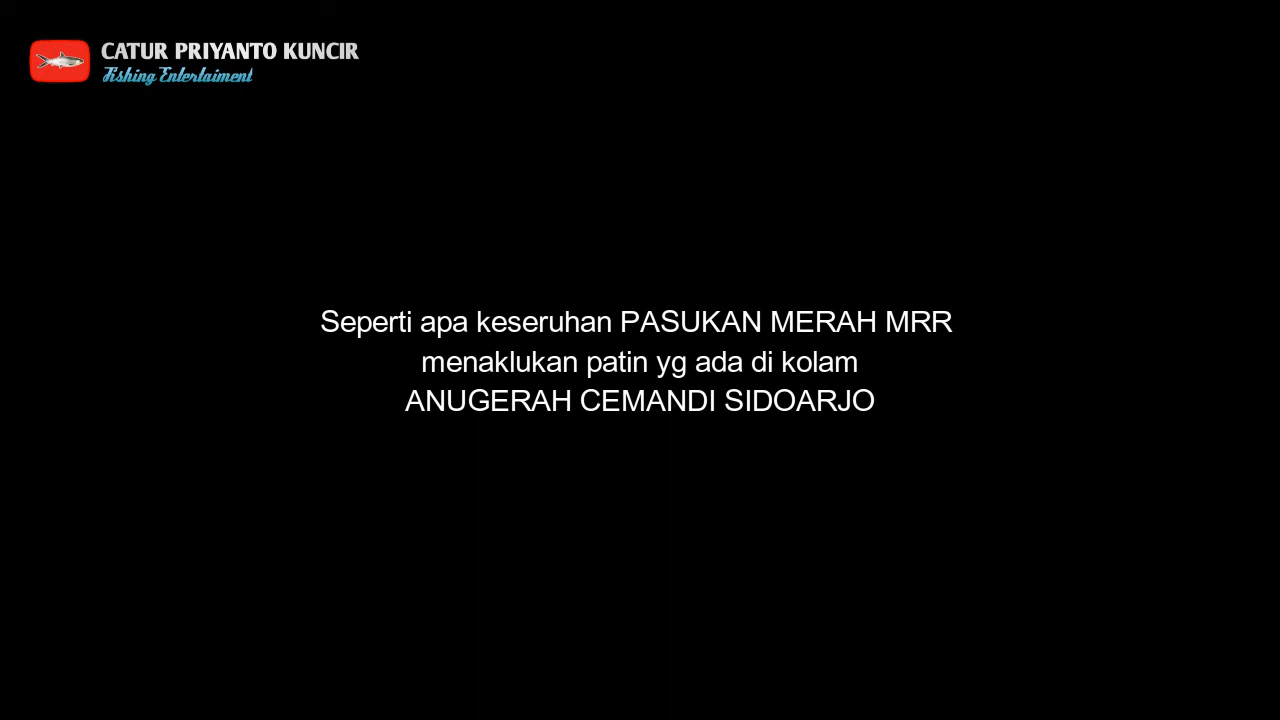 CATUR PRIYANTO KUNCIR
Fishing Entertaiment
Seperti apa keseruhan PASUKAN MERAH MRR
menaklukan patin yg ada di kolam
ANUGERAH CEMANDI SIDOARJO